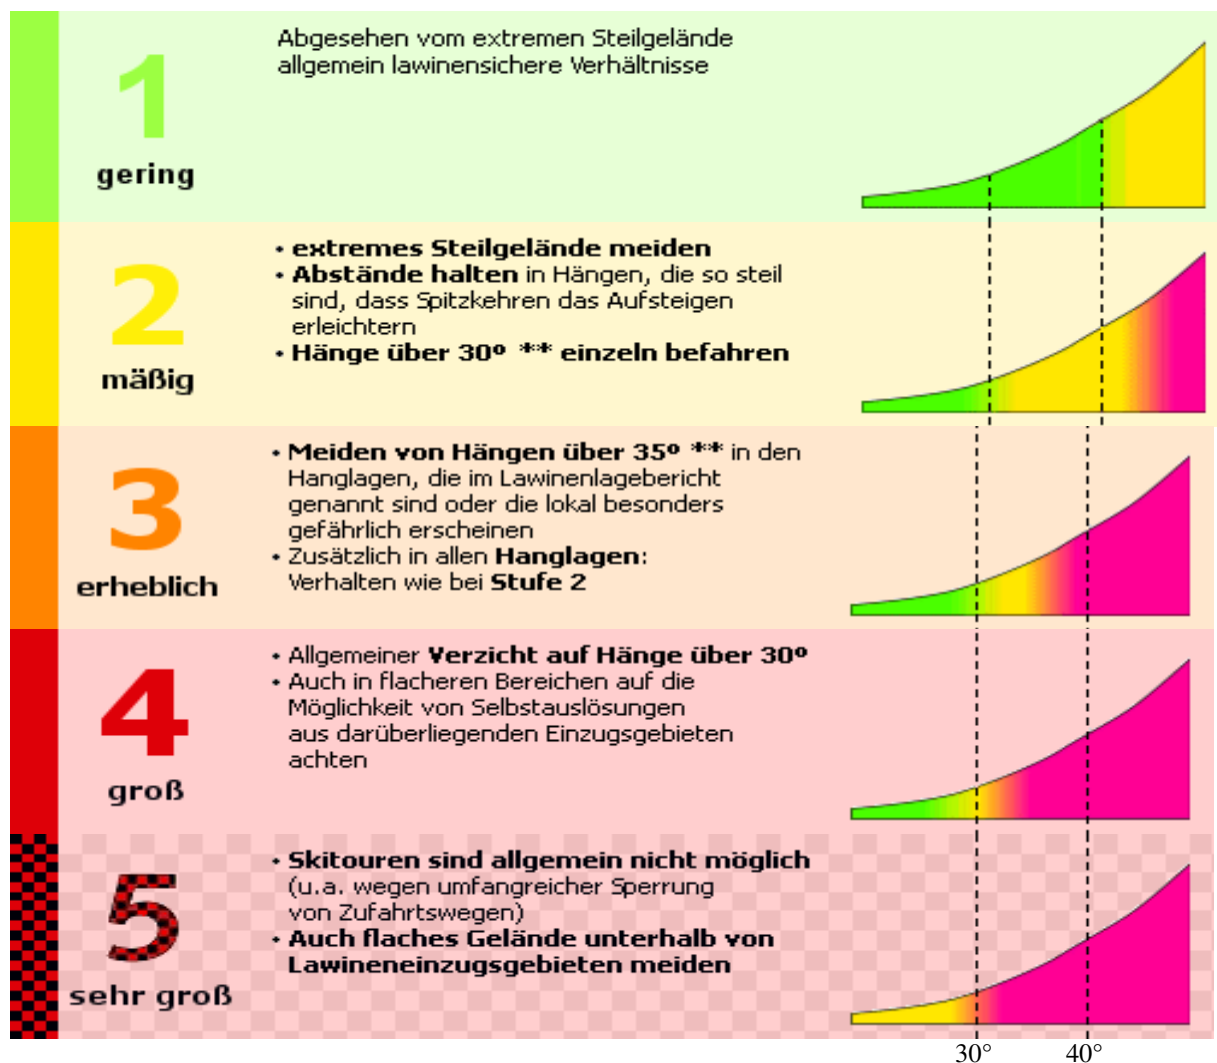 1
gering
Abgesehen vom extremen Steilgelände
allgemein lawinensichere Verhältnisse
2
mäßig
• extremes Steilgelände meiden
• Abstände halten in Hängen, die so steil
sind, dass Spitzkehren das Aufsteigen
erleichtern
• Hänge über 30º ** einzeln befahren
3
erheblich
• Meiden von Hängen über 35º ** in den
Hanglagen, die im Lawinenlagebericht
genannt sind oder die lokal besonders
gefährlich erscheinen
• Zusätzlich in allen Hanglagen:
Verhalten wie bei Stufe 2
4
groß
• Allgemeiner Verzicht auf Hänge über 30º
• Auch in flacheren Bereichen auf die
Möglichkeit von Selbstauslösungen
aus darüberliegenden Einzugsgebieten
achten
5
sehr groß
• Skitouren sind allgemein nicht möglich
(u.a. wegen umfangreicher Sperrung
von Zufahrtswegen)
• Auch flaches Gelände unterhalb von
Lawineneinzugsgebieten meiden
30° 40°